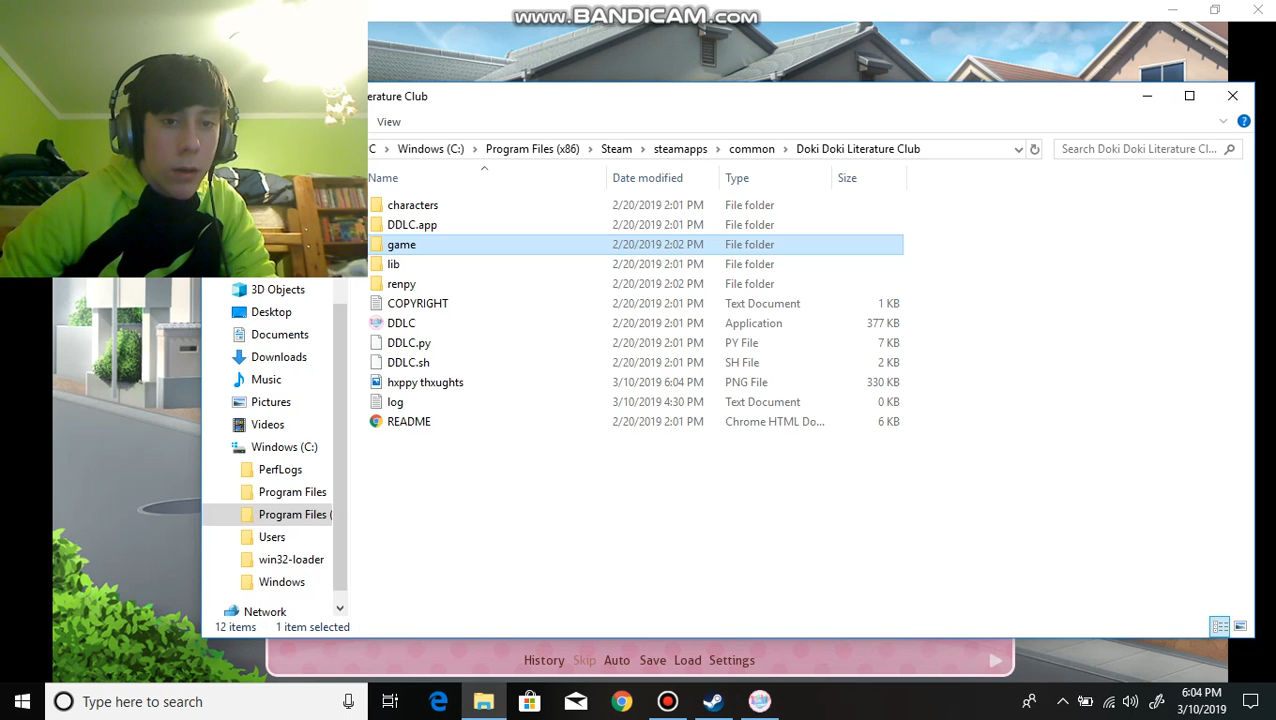 www.BANDICAM.com
erature Club
View
C > Windows (C:) > Program Files (x86) > Steam > steamapps > common > Doki Doki Literature Club
Search Doki Doki Literature Cl...
Name Date modified Type Size
characters 2/20/2019 2:01 PM File folder
DDLC.app 2/20/2019 2:01 PM File folder
game 2/20/2019 2:02 PM File folder
lib 2/20/2019 2:01 PM File folder
renpy 2/20/2019 2:02 PM File folder
COPYRIGHT 2/20/2019 2:01 PM Text Document 1 KB
DDLC 2/20/2019 2:01 PM Application 377 KB
DDLC.py 2/20/2019 2:01 PM PY File 7 KB
DDLC.sh 2/20/2019 2:01 PM SH File 2 KB
hxppy thxughts 3/10/2019 6:04 PM PNG File 330 KB
log 3/10/2019 4:30 PM Text Document 0 KB
README 2/20/2019 2:01 PM Chrome HTML Do... 6 KB
3D Objects
Desktop
Documents
Downloads
Music
Pictures
Videos
Windows (C:)
PerfLogs
Program Files
Program Files (
Users
win32-loader
Windows
Network
12 items 1 item selected
History Skip Auto Save Load Settings
Type here to search
6:04 PM
3/10/2019